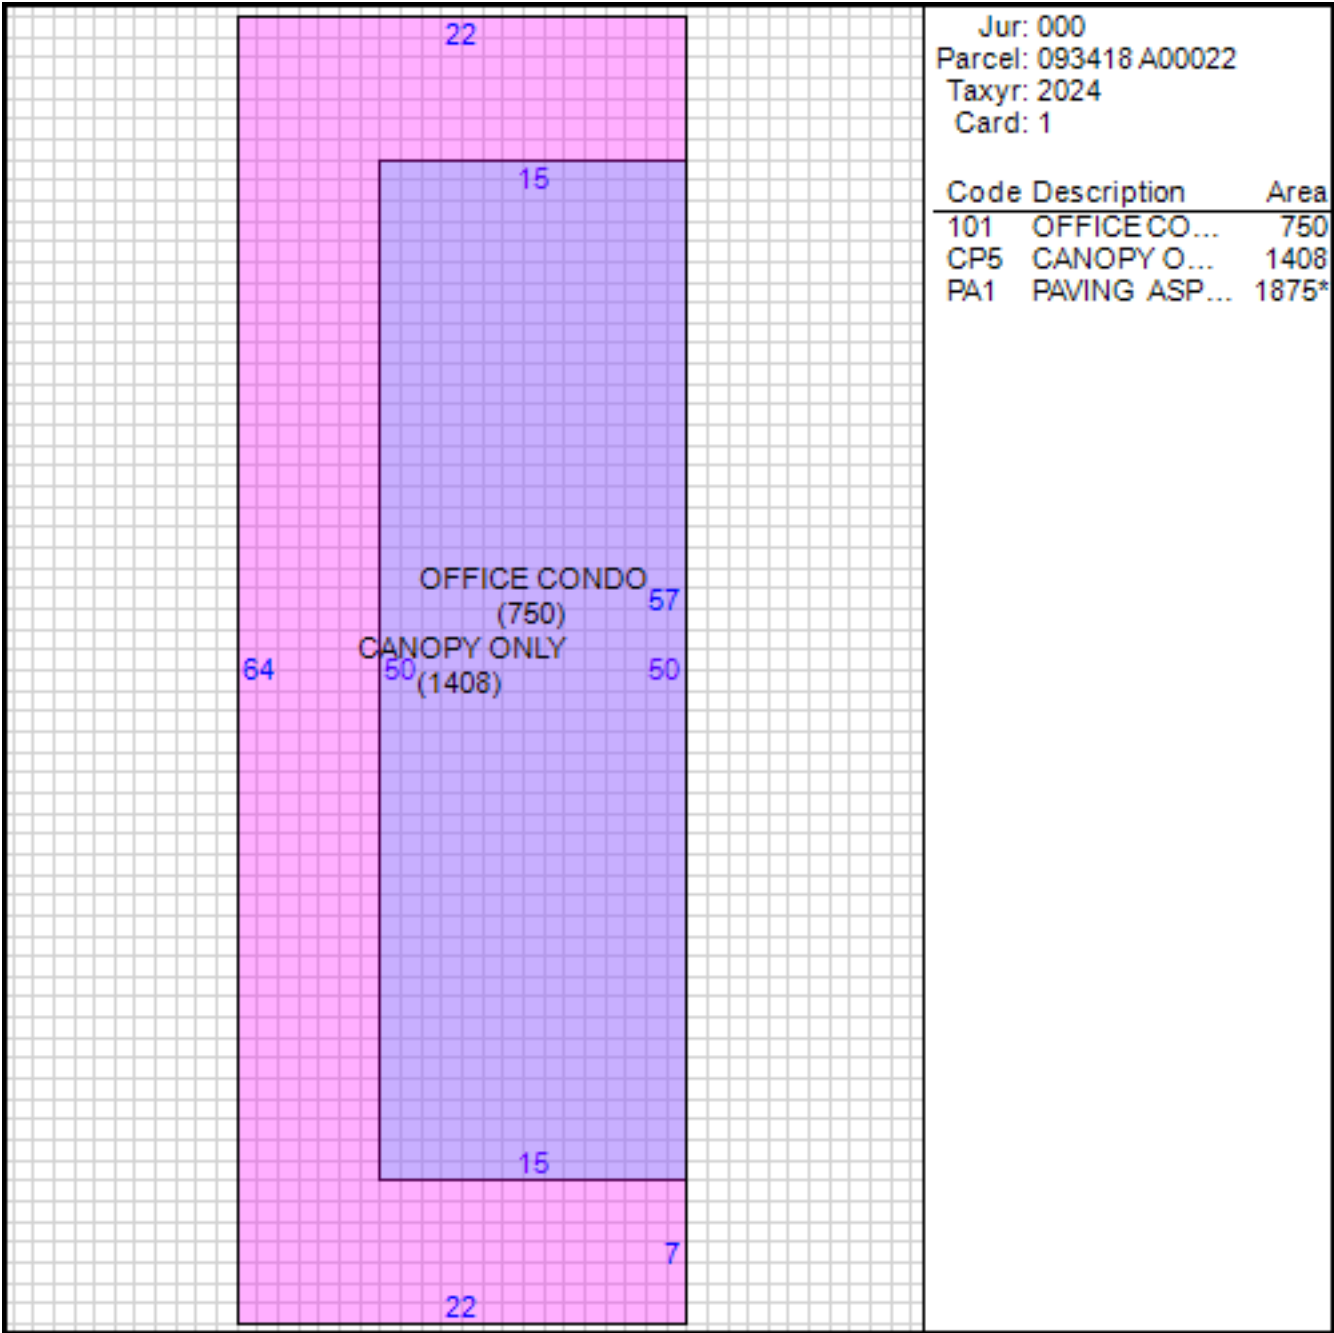 22
15
OFFICE CONDO
57
(750)
CANOPY ONLY
64
50
50
(1408)
15
7
22
Jur: 000
Parcel: 093418 A00022
Taxyr: 2024
Card: 1
Code Description Area
101 OFFICE CO... 750
CP5 CANOPY O... 1408
PA1 PAVING ASP... 1875*